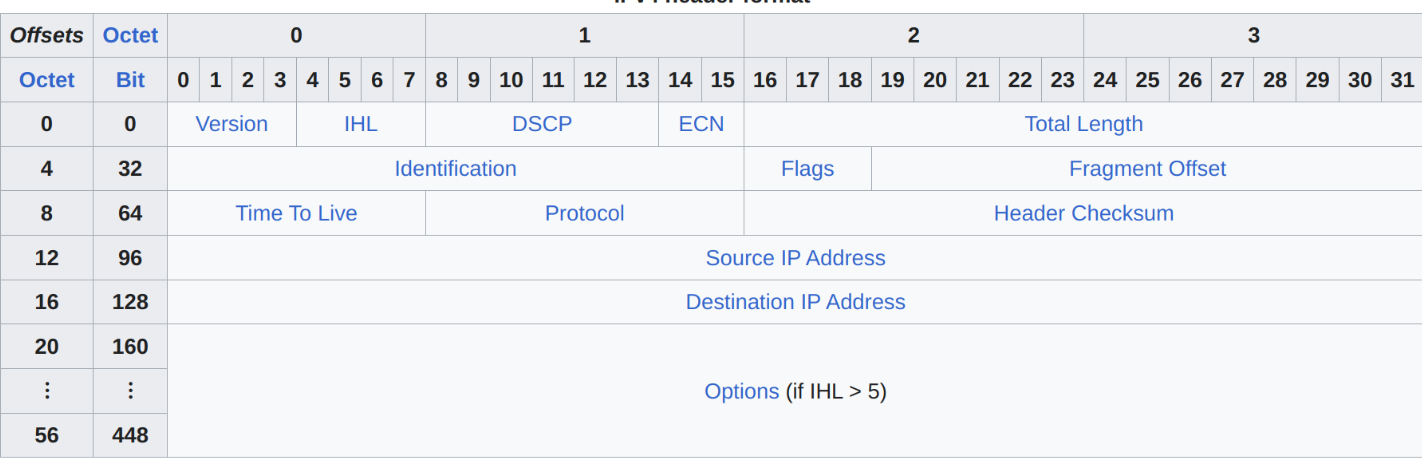 IPv4 header format
Offsets Octet 0 1 2 3
Octet Bit 0 1 2 3 4 5 6 7 8 9 10 11 12 13 14 15 16 17 18 19 20 21 22 23 24 25 26 27 28 29 30 31
0 0 Version IHL DSCP ECN Total Length
4 32 Identification Flags Fragment Offset
8 64 Time To Live Protocol Header Checksum
12 96 Source IP Address
16 128 Destination IP Address
20 160
⋮ ⋮ Options (if IHL > 5)
56 448